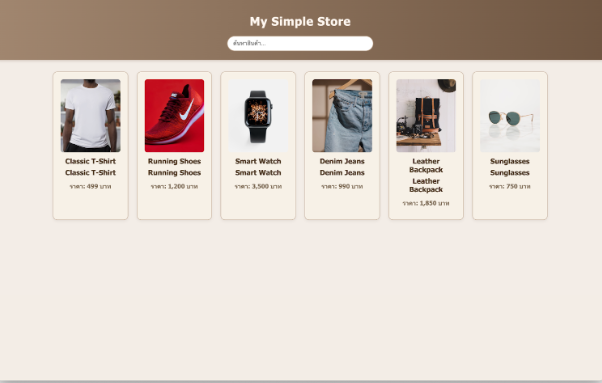 My Simple Store
ค้นหาสินค้า...
Classic T-Shirt
Classic T-Shirt
ราคา: 499 บาท
Running Shoes
Running Shoes
ราคา: 1,200 บาท
Smart Watch
Smart Watch
ราคา: 3,500 บาท
Denim Jeans
Denim Jeans
ราคา: 990 บาท
Leather
Backpack
Leather
Backpack
ราคา: 1,850 บาท
Sunglasses
Sunglasses
ราคา: 750 บาท